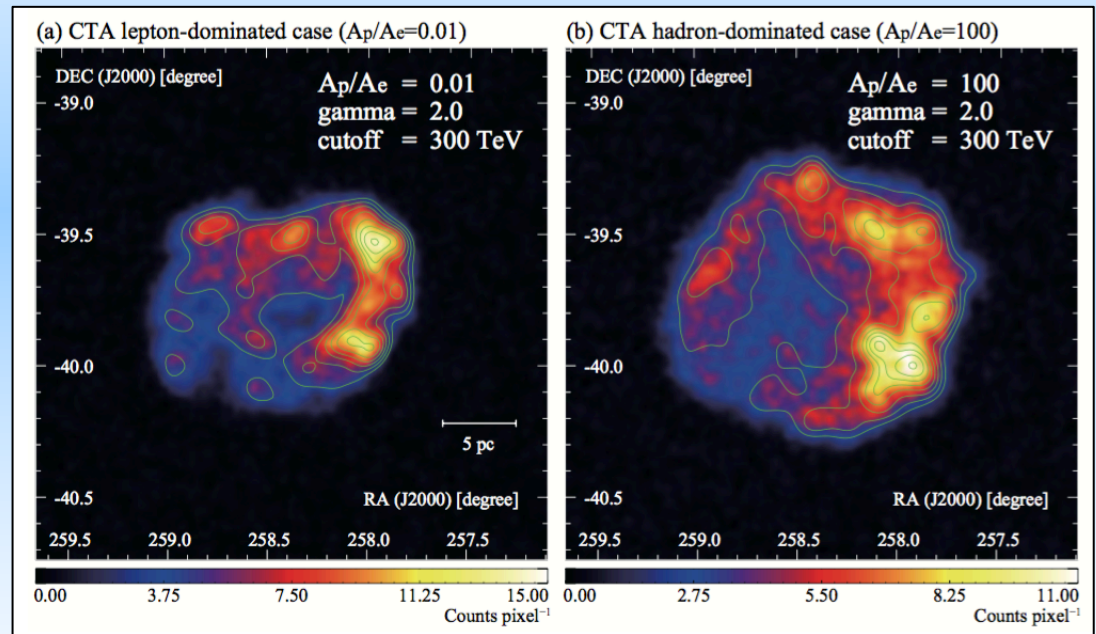 (a) CTA lepton-dominated case (Ap/Ae=0.01)
DEC (J2000) [degree]
Ap/Ae = 0.01
gamma = 2.0
cutoff = 300 TeV
-39.0
-39.5
-40.0
-40.5
5 pc
RA (J2000) [degree]
259.5 259.0 258.5 258.0 257.5
0.00 3.75 7.50 11.25 15.00
Counts pixel⁻¹
(b) CTA hadron-dominated case (Ap/Ae=100)
DEC (J2000) [degree]
Ap/Ae = 100
gamma = 2.0
cutoff = 300 TeV
-39.0
-39.5
-40.0
-40.5
RA (J2000) [degree]
259.5 259.0 258.5 258.0 257.5
0.00 2.75 5.50 8.25 11.00
Counts pixel⁻¹